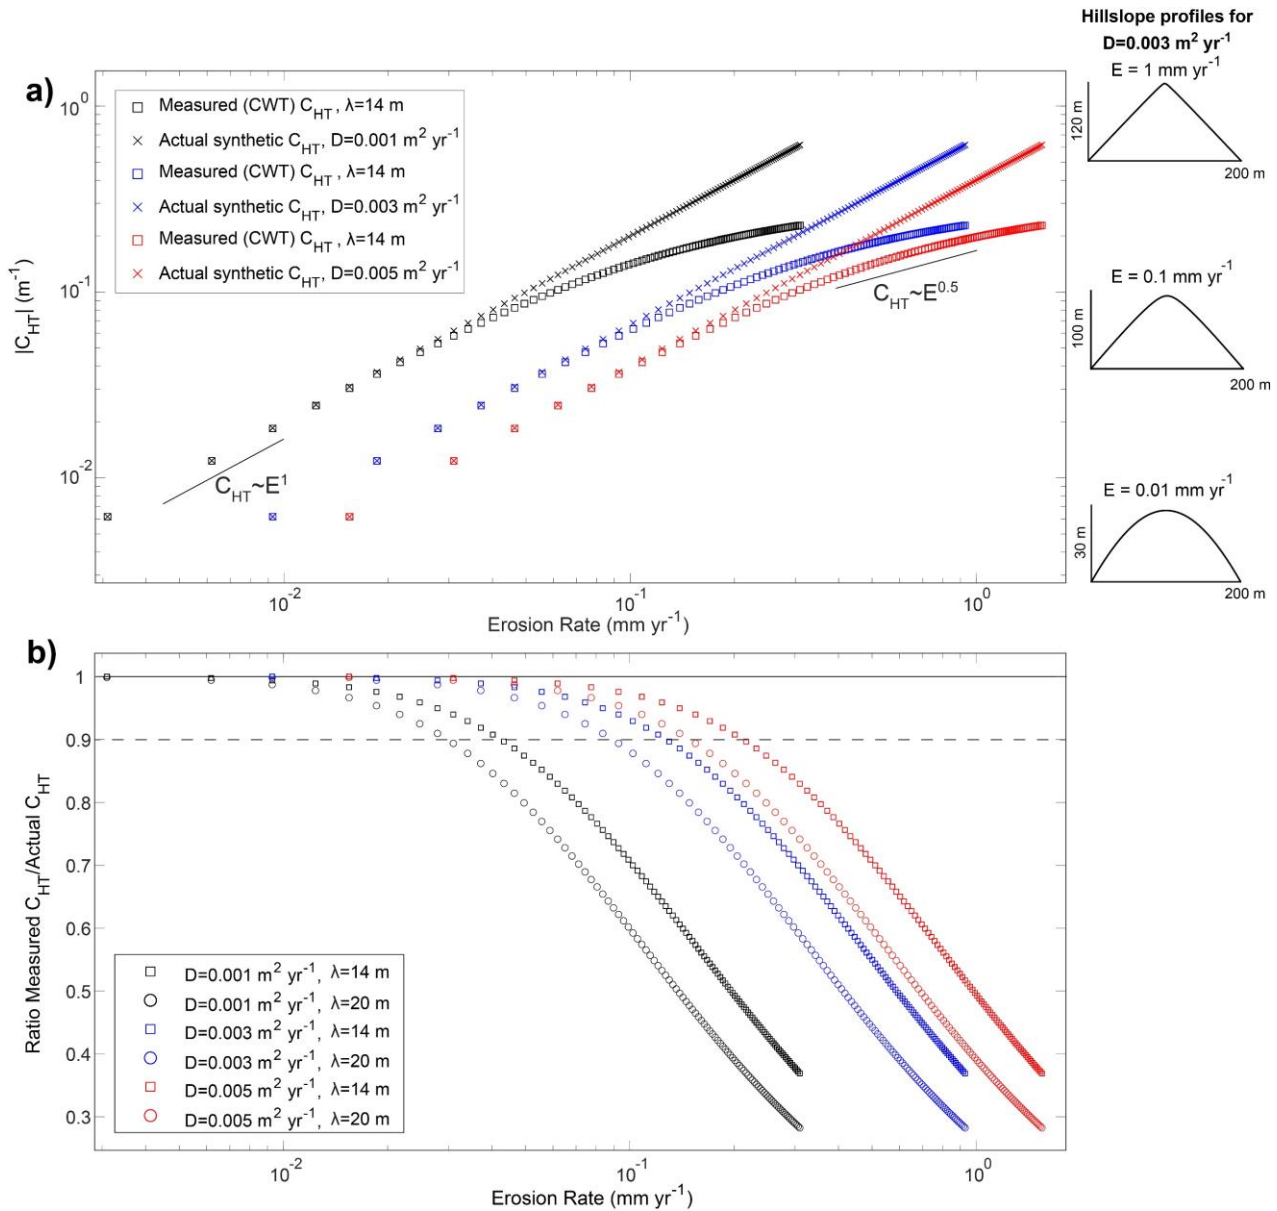 a)
10⁰
10⁻¹
10⁻²
|C_HT| (m⁻¹)
Measured (CWT) C_HT, λ=14 m
Actual synthetic C_HT, D=0.001 m² yr⁻¹
Measured (CWT) C_HT, λ=14 m
Actual synthetic C_HT, D=0.003 m² yr⁻¹
Measured (CWT) C_HT, λ=14 m
Actual synthetic C_HT, D=0.005 m² yr⁻¹
C_HT~E¹
C_HT~E⁰·⁵
10⁻²
10⁻¹
10⁰
Erosion Rate (mm yr⁻¹)
Hillslope profiles for
D=0.003 m² yr⁻¹
E = 1 mm yr⁻¹
120 m
200 m
E = 0.1 mm yr⁻¹
100 m
200 m
E = 0.01 mm yr⁻¹
30 m
200 m
b)
1
0.9
0.8
0.7
0.6
0.5
0.4
0.3
Ratio Measured C_HT/Actual C_HT
D=0.001 m² yr⁻¹, λ=14 m
D=0.001 m² yr⁻¹, λ=20 m
D=0.003 m² yr⁻¹, λ=14 m
D=0.003 m² yr⁻¹, λ=20 m
D=0.005 m² yr⁻¹, λ=14 m
D=0.005 m² yr⁻¹, λ=20 m
10⁻²
10⁻¹
10⁰
Erosion Rate (mm yr⁻¹)